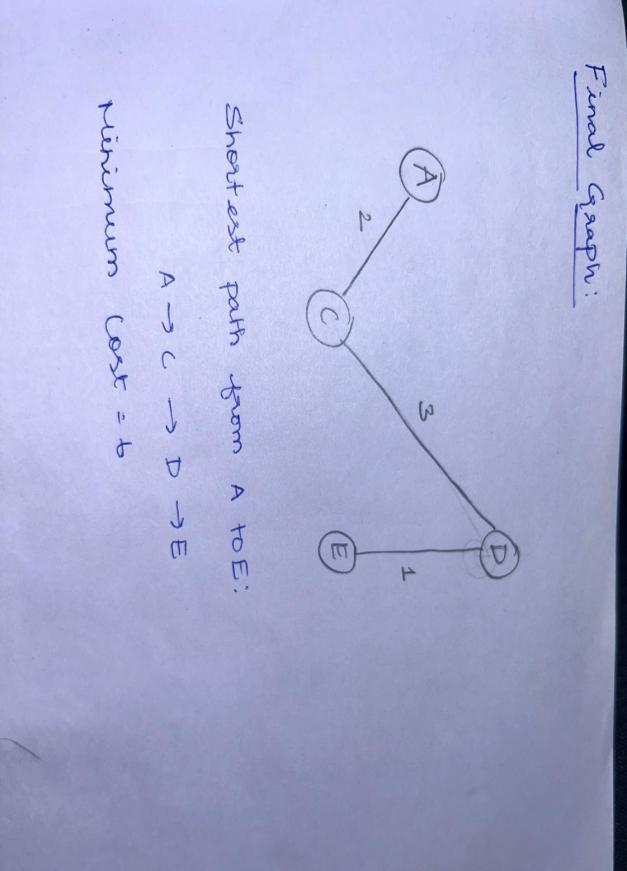 Final Graph:
A
2
C
3
D
1
E
Shortest path from A to E:
A → C → D → E
Minimum Cost = 6